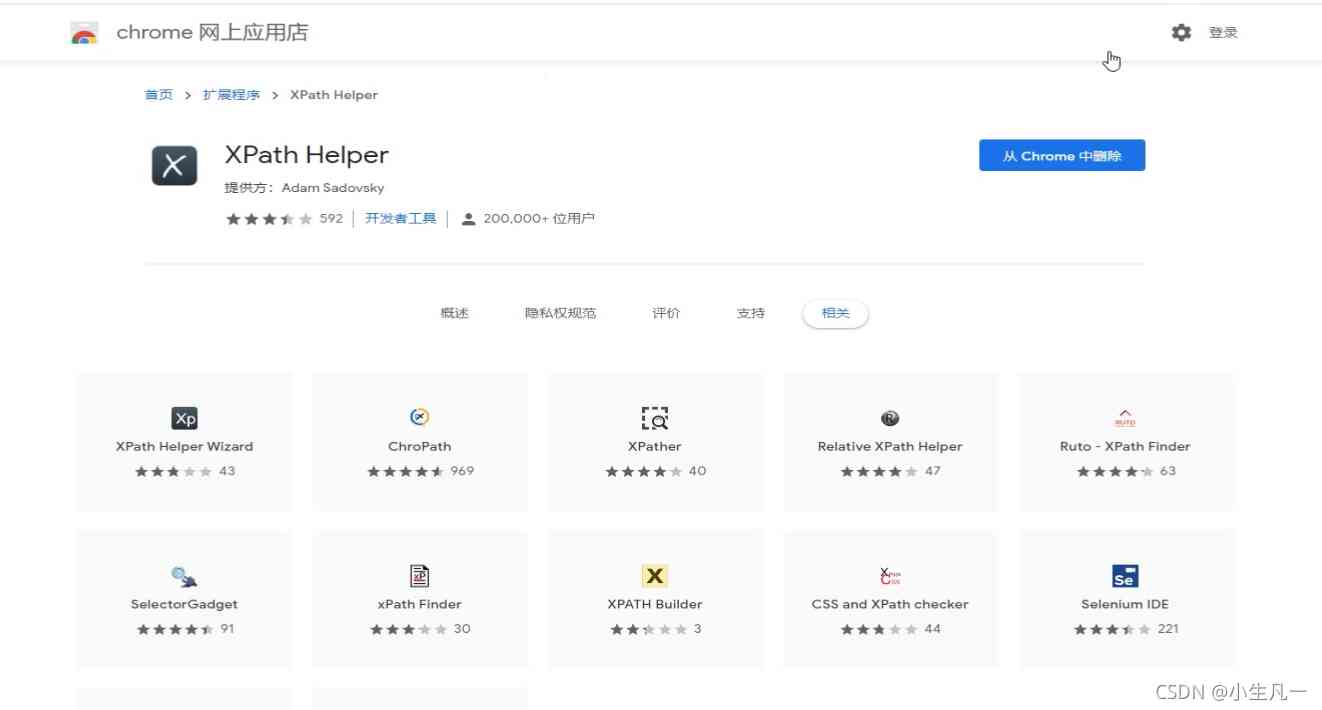 chrome 网上应用店
登录
首页 > 扩展程序 > XPath Helper
XPath Helper
从 Chrome 中删除
提供方： Adam Sadovsky
592 开发者工具 200,000+ 位用户
概述 隐私权规范 评价 支持 相关
Xp
XPath Helper Wizard ChroPath XPather Relative XPath Helper Ruto - XPath Finder
43 969 40 47 63
SelectorGadget xPath Finder XPATH Builder CSS and XPath checker Selenium IDE
91 30 3 44 221
CSDN @小生凡一